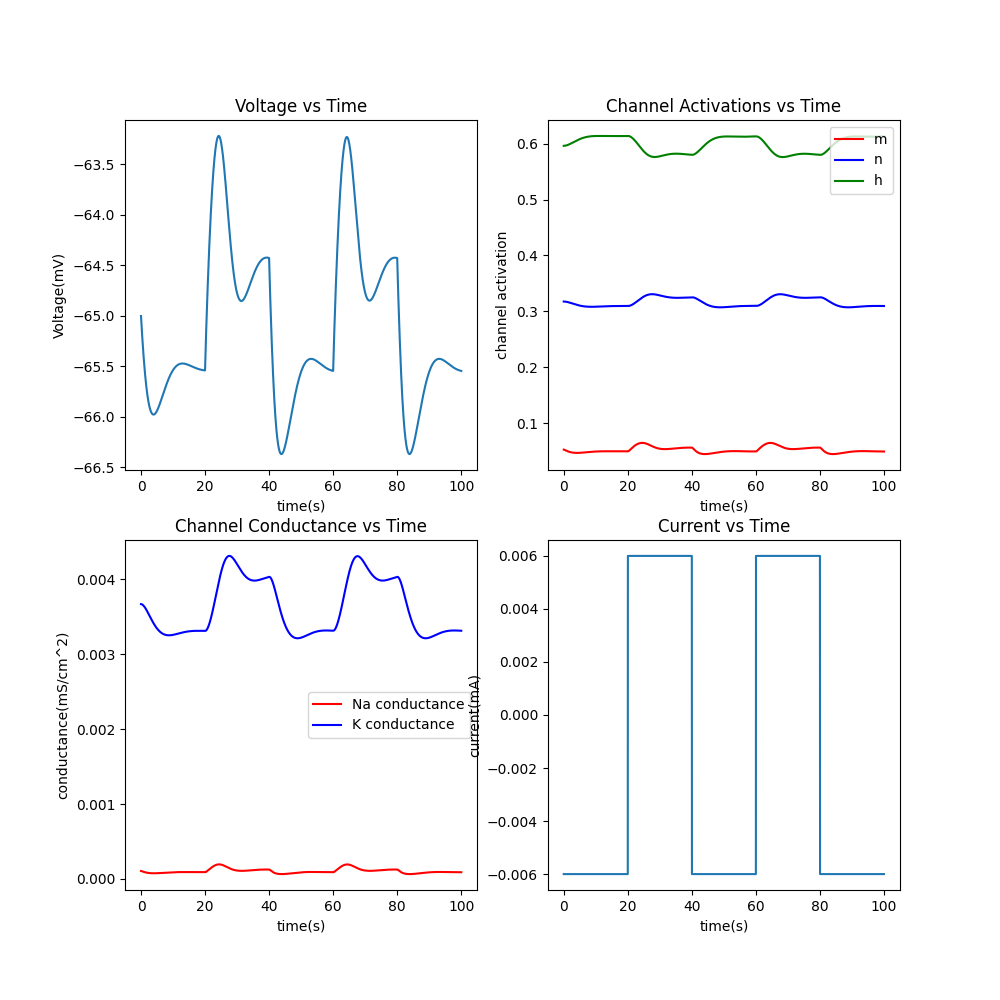 Voltage vs Time
Voltage(mV)
−63.5
−64.0
−64.5
−65.0
−65.5
−66.0
−66.5
0 20 40 60 80 100
time(s)
Channel Activations vs Time
channel activation
0.6
0.5
0.4
0.3
0.2
0.1
m
n
h
0 20 40 60 80 100
time(s)
Channel Conductance vs Time
conductance(mS/cm^2)
0.004
0.003
0.002
0.001
0.000
Na conductance
K conductance
0 20 40 60 80 100
time(s)
Current vs Time
current(mA)
0.006
0.004
0.002
0.000
−0.002
−0.004
−0.006
0 20 40 60 80 100
time(s)